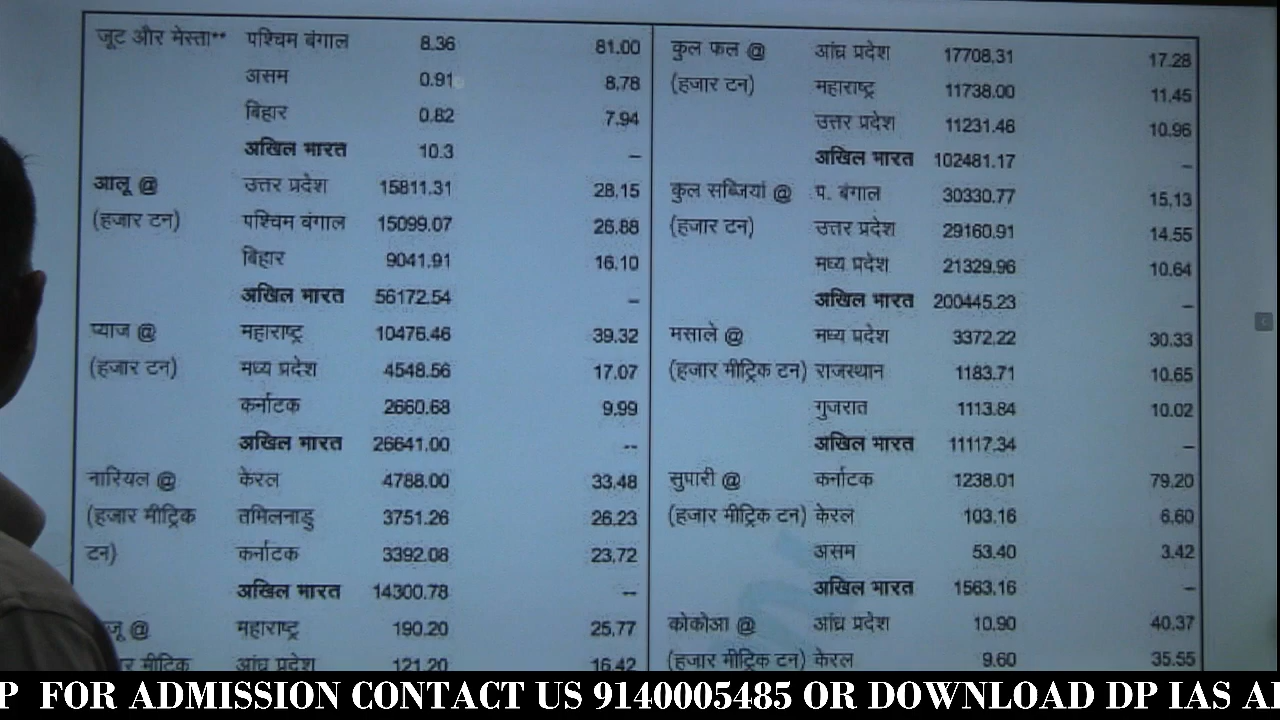 जूट और मेस्ता** पश्चिम बंगाल 8.36 81.00
असम 0.91 8.78
बिहार 0.82 7.94
अखिल भारत 10.3 –
आलू @ उत्तर प्रदेश 15811.31 28.15
(हजार टन) पश्चिम बंगाल 15099.07 26.88
बिहार 9041.91 16.10
अखिल भारत 56172.54 –
प्याज @ महाराष्ट्र 10476.46 39.32
(हजार टन) मध्य प्रदेश 4548.56 17.07
कर्नाटक 2660.68 9.99
अखिल भारत 26641.00 --
नारियल @ केरल 4788.00 33.48
(हजार मीट्रिक तमिलनाडु 3751.26 26.23
टन) कर्नाटक 3392.08 23.72
अखिल भारत 14300.78 --
जू @ महाराष्ट्र 190.20 25.77
र मीट्रिक आंध्र प्रदेश 121.20 16.42
कुल फल @ आंध्र प्रदेश 17708.31 17.28
(हजार टन) महाराष्ट्र 11738.00 11.45
उत्तर प्रदेश 11231.46 10.96
अखिल भारत 102481.17 –
कुल सब्जियां @ प. बंगाल 30330.77 15.13
(हजार टन) उत्तर प्रदेश 29160.91 14.55
मध्य प्रदेश 21329.96 10.64
अखिल भारत 200445.23 –
मसाले @ मध्य प्रदेश 3372.22 30.33
(हजार मीट्रिक टन) राजस्थान 1183.71 10.65
गुजरात 1113.84 10.02
अखिल भारत 11117.34 –
सुपारी @ कर्नाटक 1238.01 79.20
(हजार मीट्रिक टन) केरल 103.16 6.60
असम 53.40 3.42
अखिल भारत 1563.16 –
कोकोआ @ आंध्र प्रदेश 10.90 40.37
(हजार मीट्रिक टन) केरल 9.60 35.55
P FOR ADMISSION CONTACT US 9140005485 OR DOWNLOAD DP IAS A